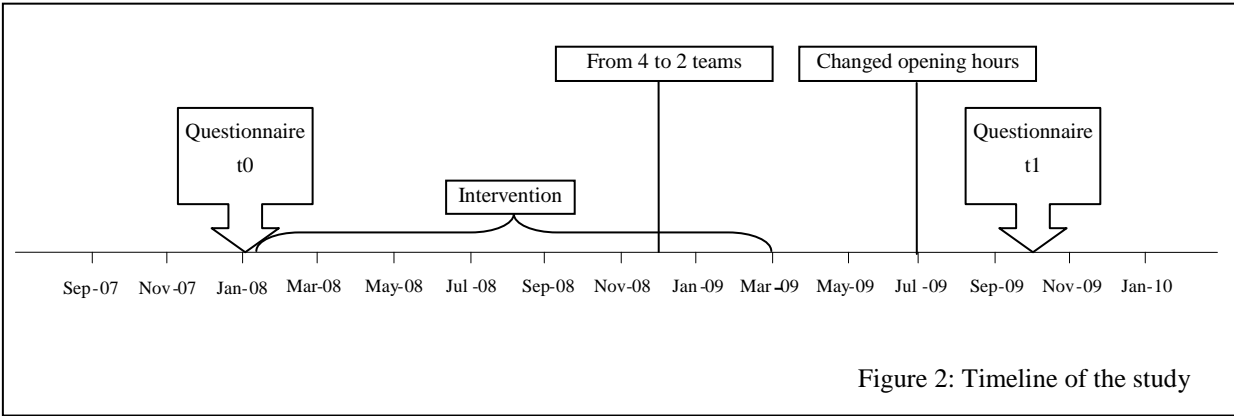 From 4 to 2 teams
Changed opening hours
Questionnaire
t0
Questionnaire
t1
Intervention
Sep-07 Nov-07 Jan-08 Mar-08 May-08 Jul -08 Sep-08 Nov-08 Jan-09 Mar-09 May-09 Jul -09 Sep-09 Nov-09 Jan-10
Figure 2: Timeline of the study